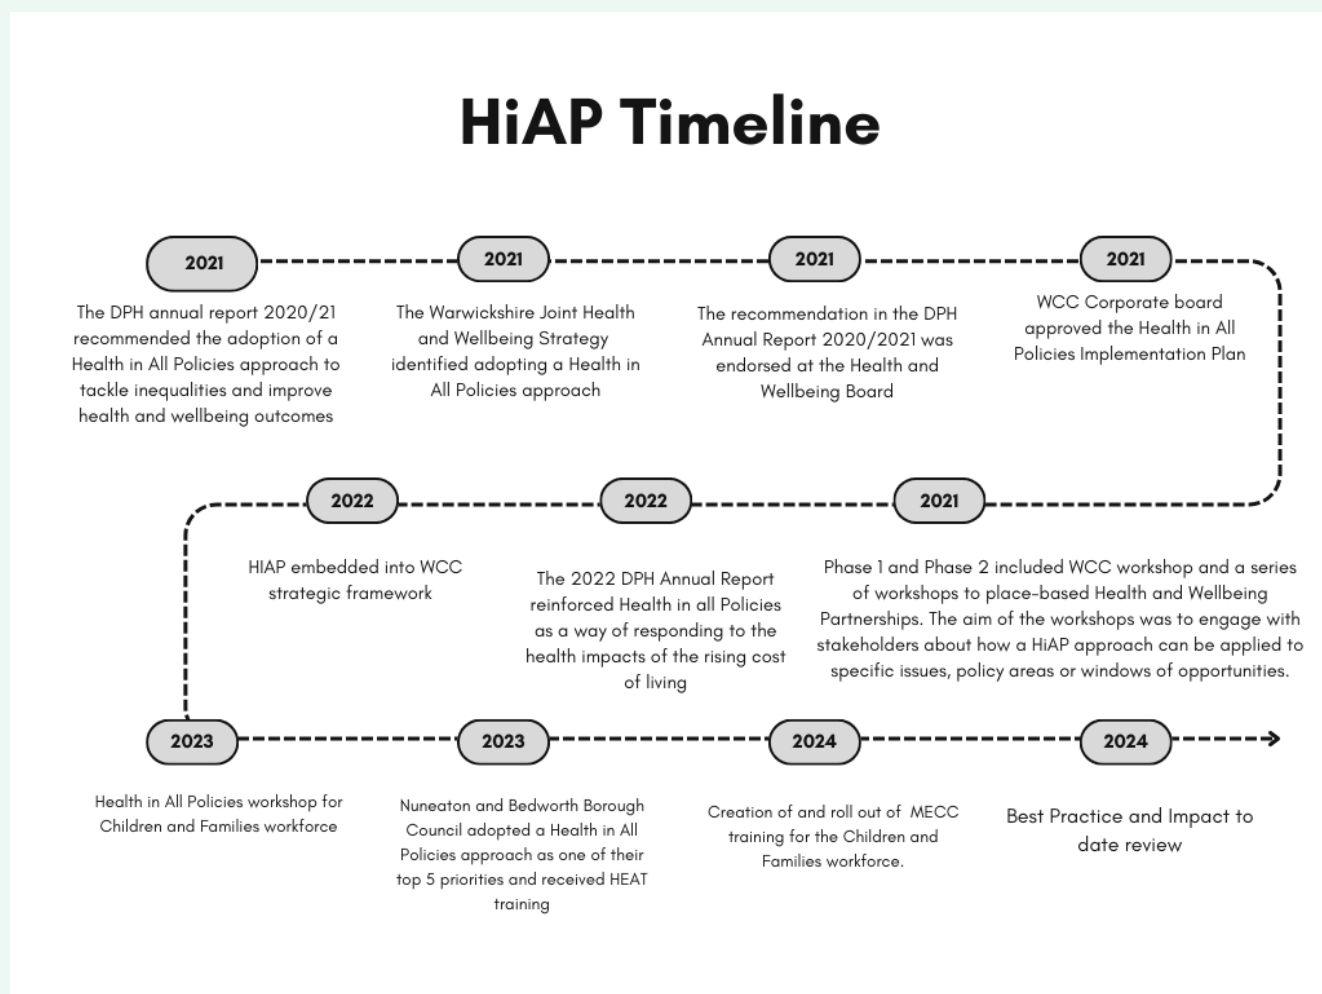 HiAP Timeline
2021
The DPH annual report 2020/21
recommended the adoption of a
Health in All Policies approach to
tackle inequalities and improve
health and wellbeing outcomes
2021
The Warwickshire Joint Health
and Wellbeing Strategy
identified adopting a Health in
All Policies approach
2021
The recommendation in the DPH
Annual Report 2020/2021 was
endorsed at the Health and
Wellbeing Board
2021
WCC Corporate board
approved the Health in All
Policies Implementation Plan
2021
Phase 1 and Phase 2 included WCC workshop and a series
of workshops to place-based Health and Wellbeing
Partnerships. The aim of the workshops was to engage with
stakeholders about how a HiAP approach can be applied to
specific issues, policy areas or windows of opportunities.
2022
The 2022 DPH Annual Report
reinforced Health in all Policies
as a way of responding to the
health impacts of the rising cost
of living
2022
HIAP embedded into WCC
strategic framework
2023
Health in All Policies workshop for
Children and Families workforce
2023
Nuneaton and Bedworth Borough
Council adopted a Health in All
Policies approach as one of their
top 5 priorities and received HEAT
training
2024
Creation of and roll out of  MECC
training for the Children and
Families workforce.
2024
Best Practice and Impact to
date review